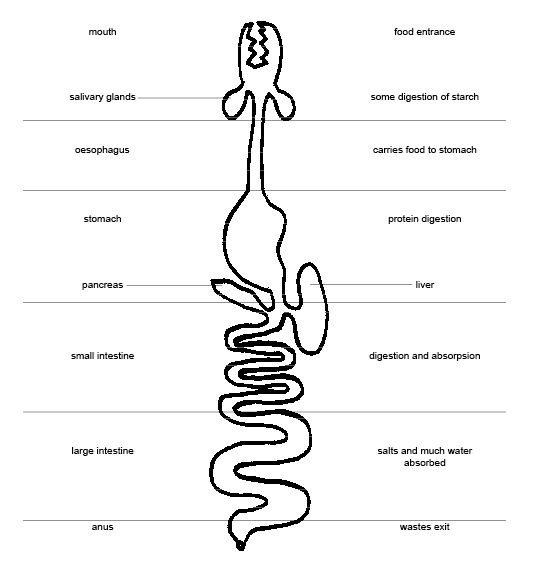 mouth
food entrance
salivary glands
some digestion of starch
oesophagus
carries food to stomach
stomach
protein digestion
pancreas
liver
small intestine
digestion and absorpsion
large intestine
salts and much water
absorbed
anus
wastes exit